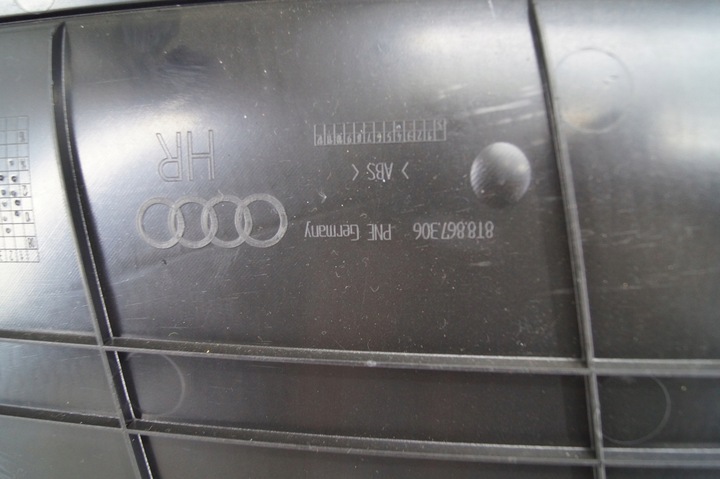 8T8.867.306 PNE Germany
> ABS <
HR